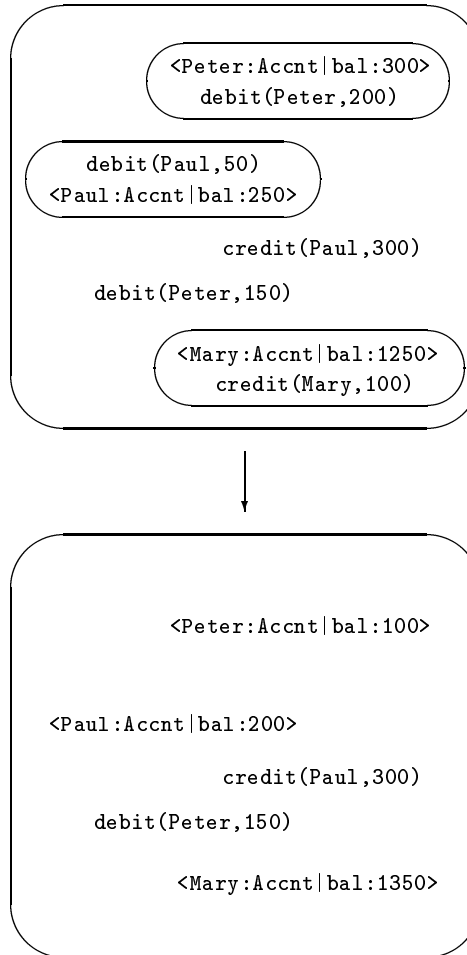 <Peter:Accnt|bal:300>
debit(Peter,200)
debit(Paul,50)
<Paul:Accnt|bal:250>
credit(Paul,300)
debit(Peter,150)
<Mary:Accnt|bal:1250>
credit(Mary,100)
<Peter:Accnt|bal:100>
<Paul:Accnt|bal:200>
credit(Paul,300)
debit(Peter,150)
<Mary:Accnt|bal:1350>